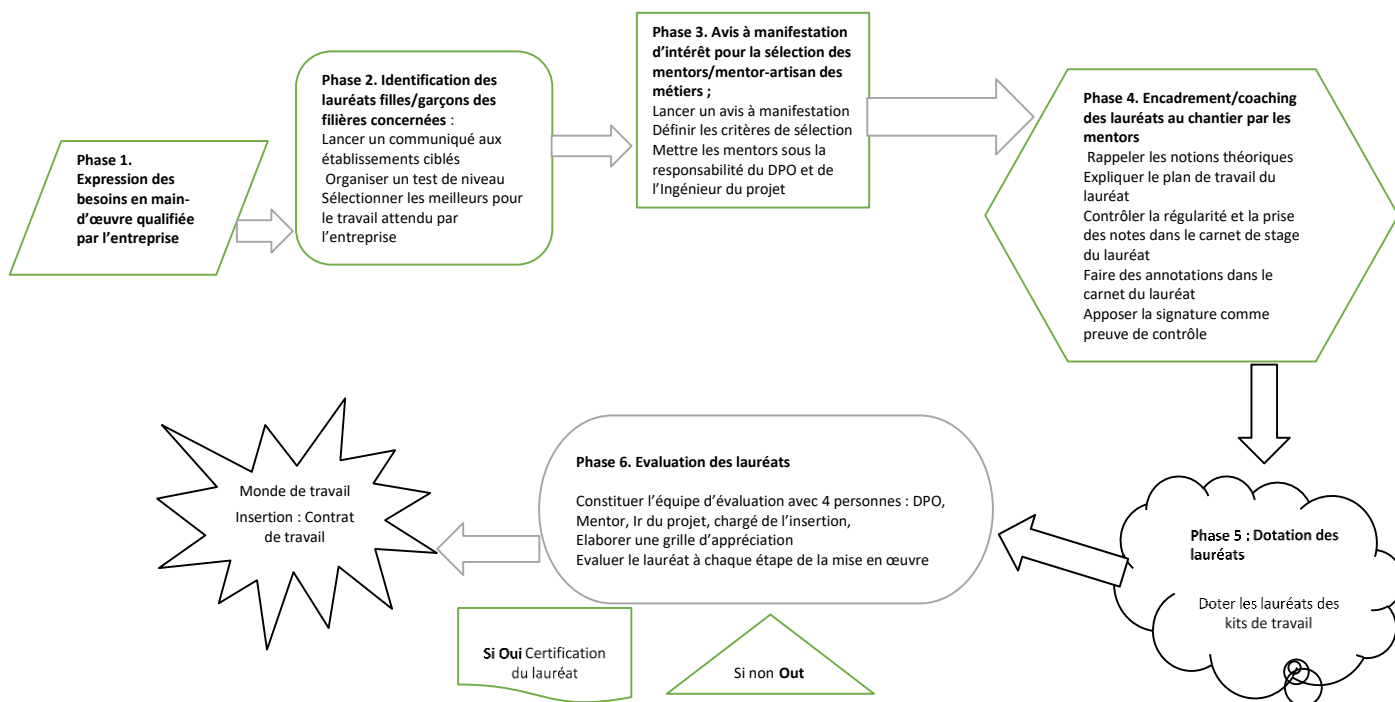 Phase 1.
Expression des
besoins en main-
d’œuvre qualifiée
par l’entreprise
Phase 2. Identification des
lauréats filles/garçons des
filières concernées :
Lancer un communiqué aux
établissements ciblés
Organiser un test de niveau
Sélectionner les meilleurs pour
le travail attendu par
l’entreprise
Phase 3. Avis à manifestation
d’intérêt pour la sélection des
mentors/mentor-artisan des
métiers ;
Lancer un avis à manifestation
Définir les critères de sélection
Mettre les mentors sous la
responsabilité du DPO et de
l’Ingénieur du projet
Phase 4. Encadrement/coaching
des lauréats au chantier par les
mentors
Rappeler les notions théoriques
Expliquer le plan de travail du
lauréat
Contrôler la régularité et la prise
des notes dans le carnet de stage
du lauréat
Faire des annotations dans le
carnet du lauréat
Apposer la signature comme
preuve de contrôle
Phase 5 : Dotation des
lauréats
Doter les lauréats des
kits de travail
Phase 6. Evaluation des lauréats
Constituer l’équipe d’évaluation avec 4 personnes : DPO,
Mentor, Ir du projet, chargé de l’insertion,
Elaborer une grille d’appréciation
Evaluer le lauréat à chaque étape de la mise en œuvre
Si Oui Certification
du lauréat
Si non Out
Monde de travail
Insertion : Contrat
de travail